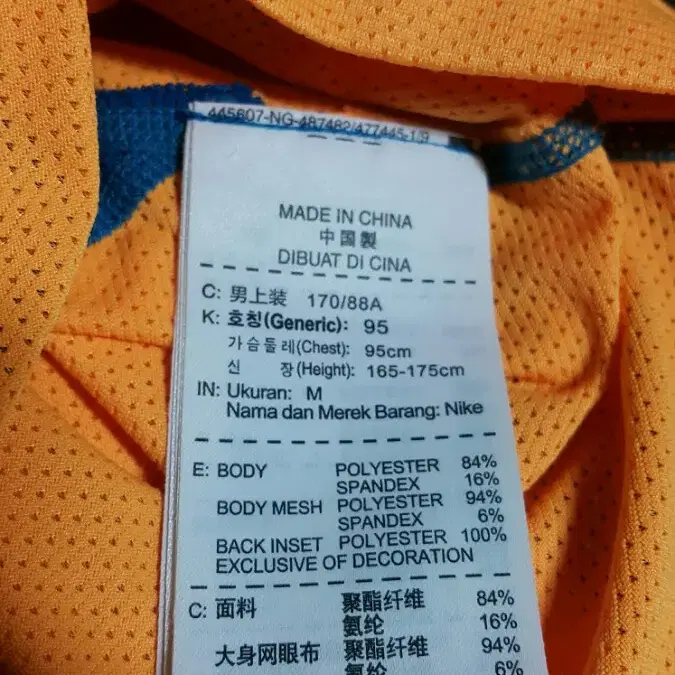 445607-NG-487482/477445-1/9
MADE IN CHINA
中国製
DIBUAT DI CINA
C: 男上装 170/88A
K: 호칭(Generic): 95
가슴둘레(Chest): 95cm
신 장(Height): 165-175cm
IN: Ukuran: M
Nama dan Merek Barang: Nike
E: BODY POLYESTER 84%
SPANDEX 16%
BODY MESH POLYESTER 94%
SPANDEX 6%
BACK INSET POLYESTER 100%
EXCLUSIVE OF DECORATION
C: 面料 聚酯纤维 84%
氨纶 16%
大身网眼布 聚酯纤维 94%
氨纶 6%